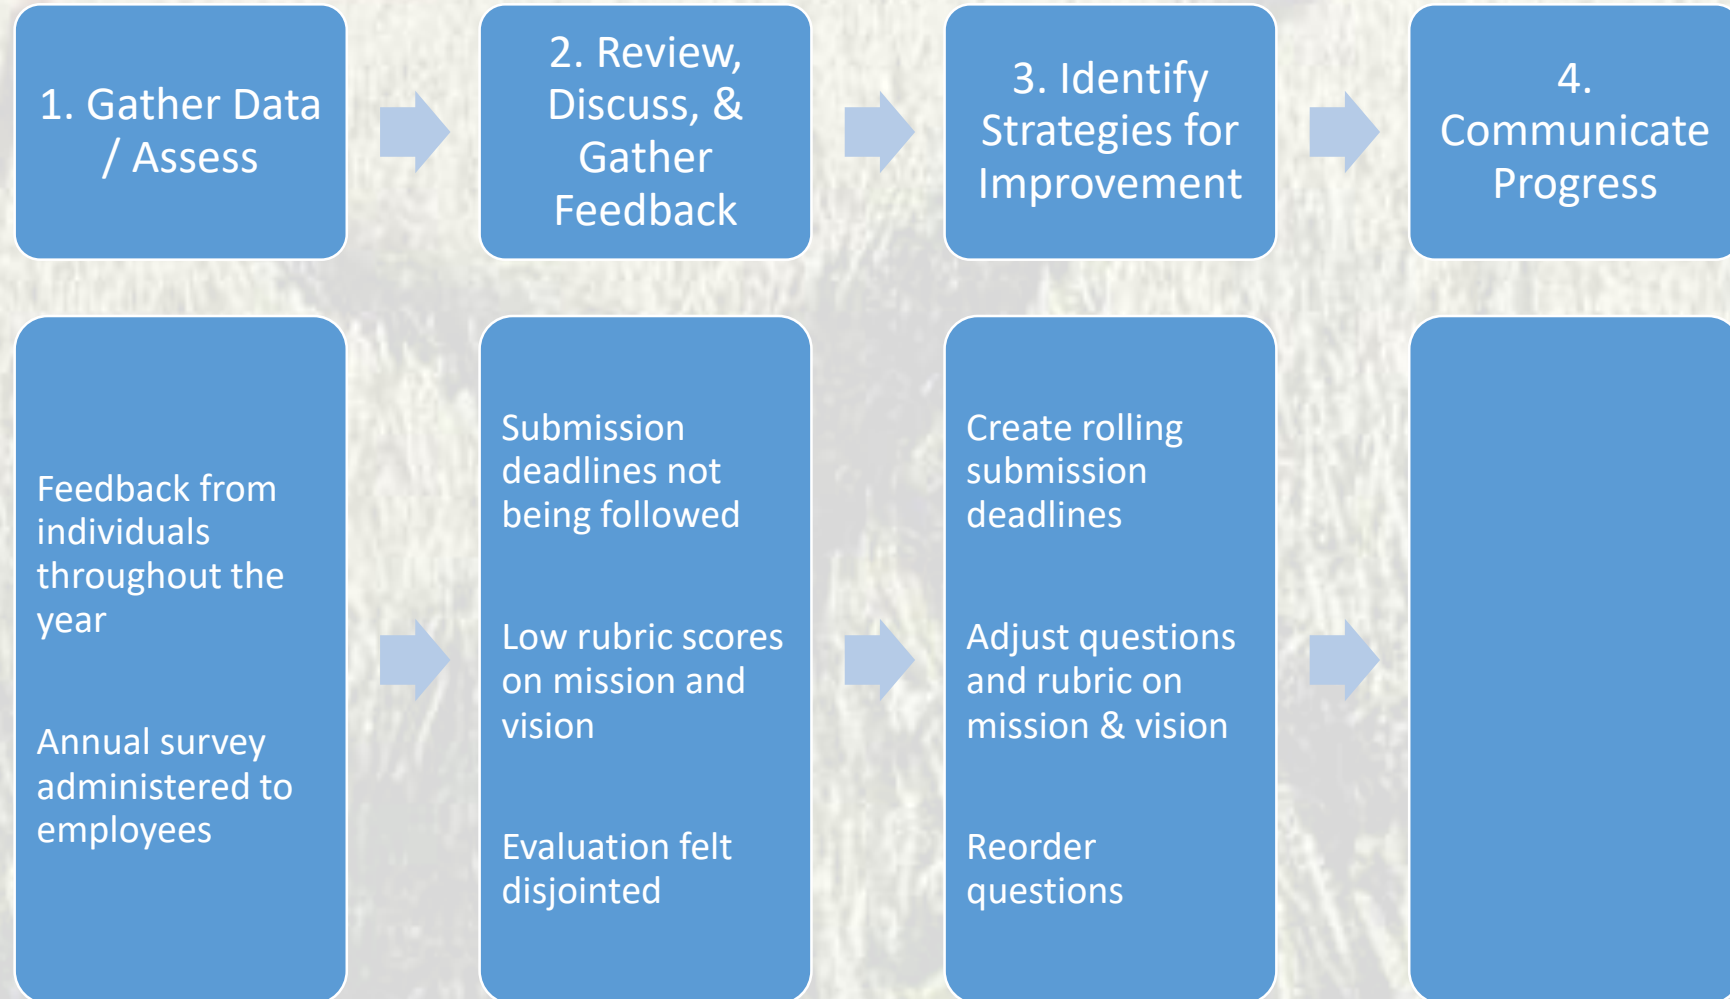 1. Gather Data
/ Assess
2. Review,
Discuss, &
Gather
Feedback
3. Identify
Strategies for
Improvement
4.
Communicate
Progress
Feedback from
individuals
throughout the
year
Annual survey
administered to
employees
Submission
deadlines not
being followed
Low rubric scores
on mission and
vision
Evaluation felt
disjointed
Create rolling
submission
deadlines
Adjust questions
and rubric on
mission & vision
Reorder
questions